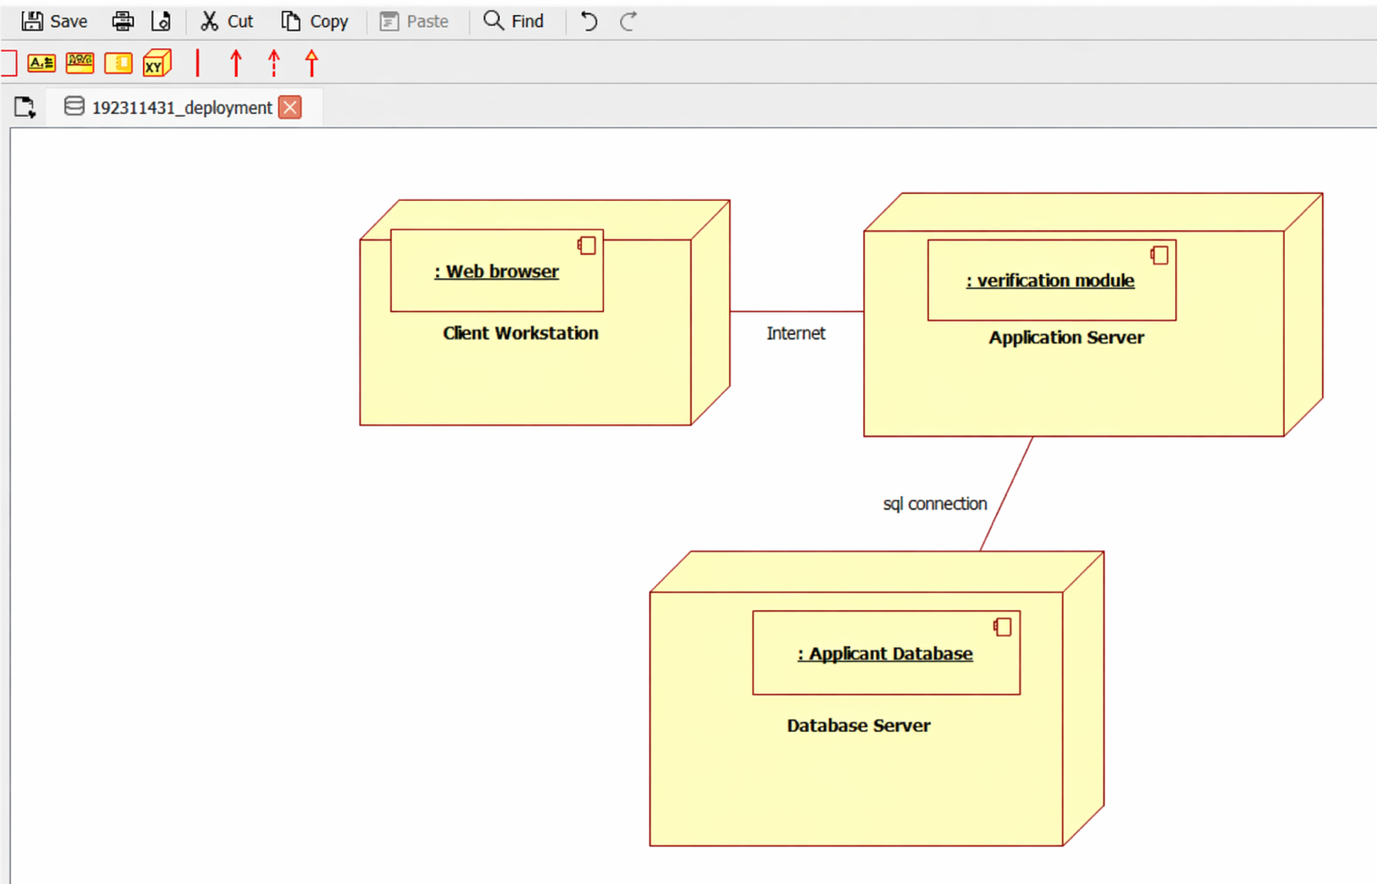 Save Cut Copy Paste Find
A XY
192311431_deployment
: Web browser
Client Workstation
Internet
: verification module
Application Server
sql connection
: Applicant Database
Database Server